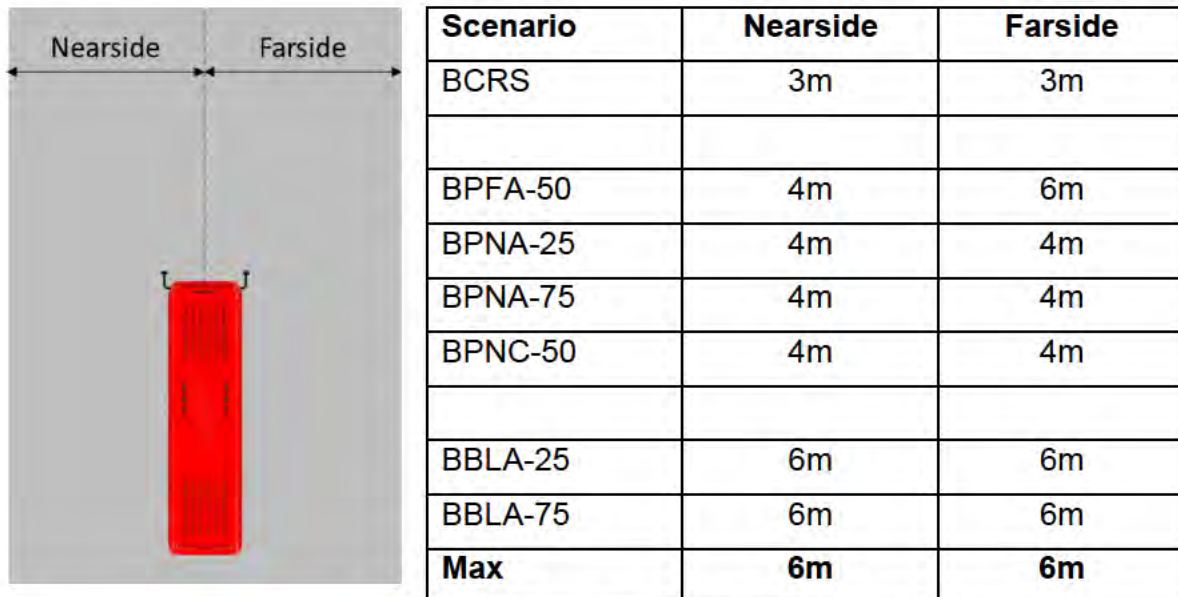 Nearside Farside
Scenario Nearside Farside
BCRS 3m 3m
BPFA-50 4m 6m
BPNA-25 4m 4m
BPNA-75 4m 4m
BPNC-50 4m 4m
BBLA-25 6m 6m
BBLA-75 6m 6m
Max 6m 6m